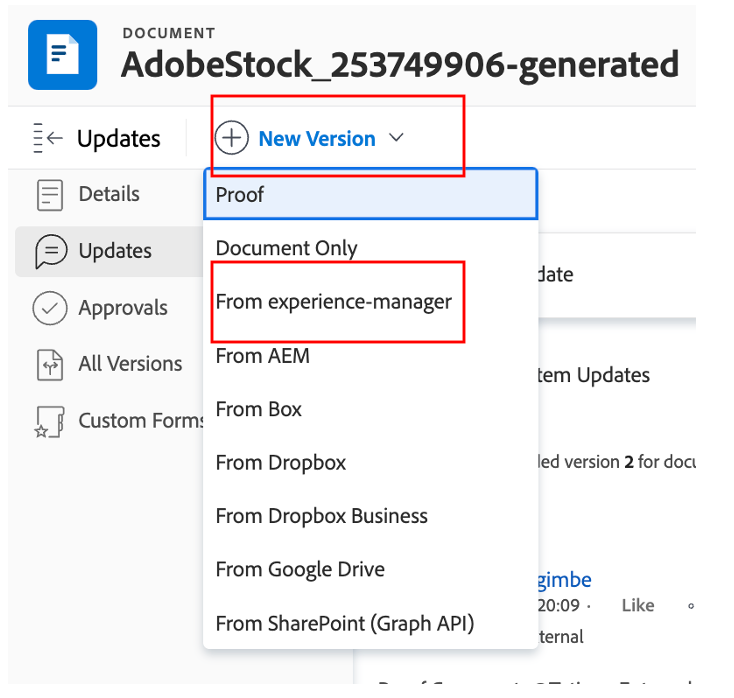 DOCUMENT
AdobeStock_253749906-generated
Updates
New Version
Details
Updates
Approvals
All Versions
Custom Forms
Proof
Document Only
From experience-manager
From AEM
From Box
From Dropbox
From Dropbox Business
From Google Drive
From SharePoint (Graph API)
date
tem Updates
ded version 2 for docu
gimbe
20:09 ·
Like
ternal